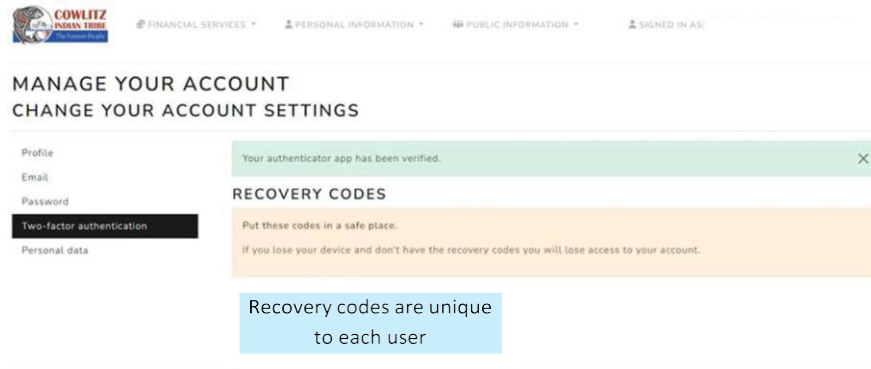 COWLITZ
INDIAN TRIBE
The Forever People
FINANCIAL SERVICES
PERSONAL INFORMATION
PUBLIC INFORMATION
SIGNED IN AS:
MANAGE YOUR ACCOUNT
CHANGE YOUR ACCOUNT SETTINGS
Profile
Email
Password
Two-factor authentication
Personal data
Your authenticator app has been verified.
RECOVERY CODES
Put these codes in a safe place.
If you lose your device and don't have the recovery codes you will lose access to your account.
Recovery codes are unique
to each user